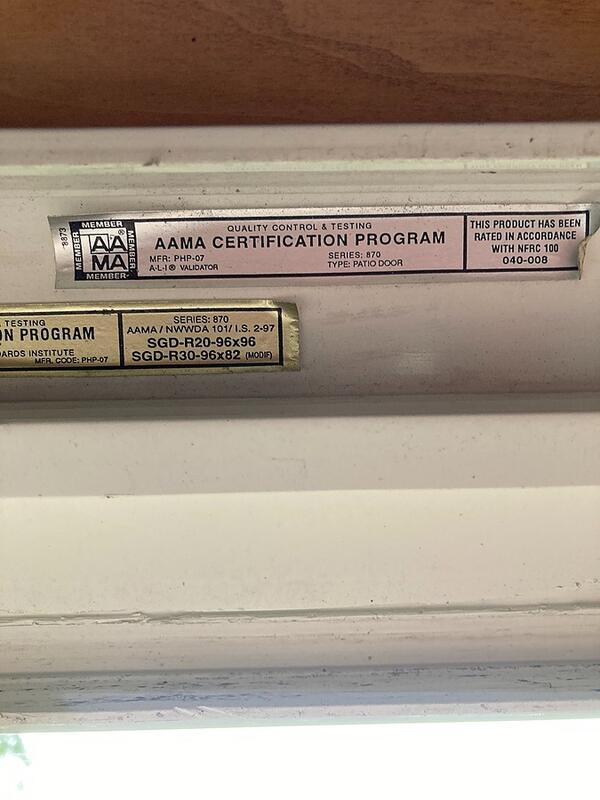 8873
MEMBER
MEMBER
AAMA®
MEMBER
MEMBER
QUALITY CONTROL & TESTING
AAMA CERTIFICATION PROGRAM
MFR: PHP-07 SERIES: 870
A-L-I® VALIDATOR TYPE: PATIO DOOR
THIS PRODUCT HAS BEEN
RATED IN ACCORDANCE
WITH NFRC 100
040-008
TESTING
ON PROGRAM
DARDS INSTITUTE
MFR. CODE: PHP-07
SERIES: 870
AAMA / NWWDA 101/ I.S. 2-97
SGD-R20-96x96
SGD-R30-96x82 (MODIF)